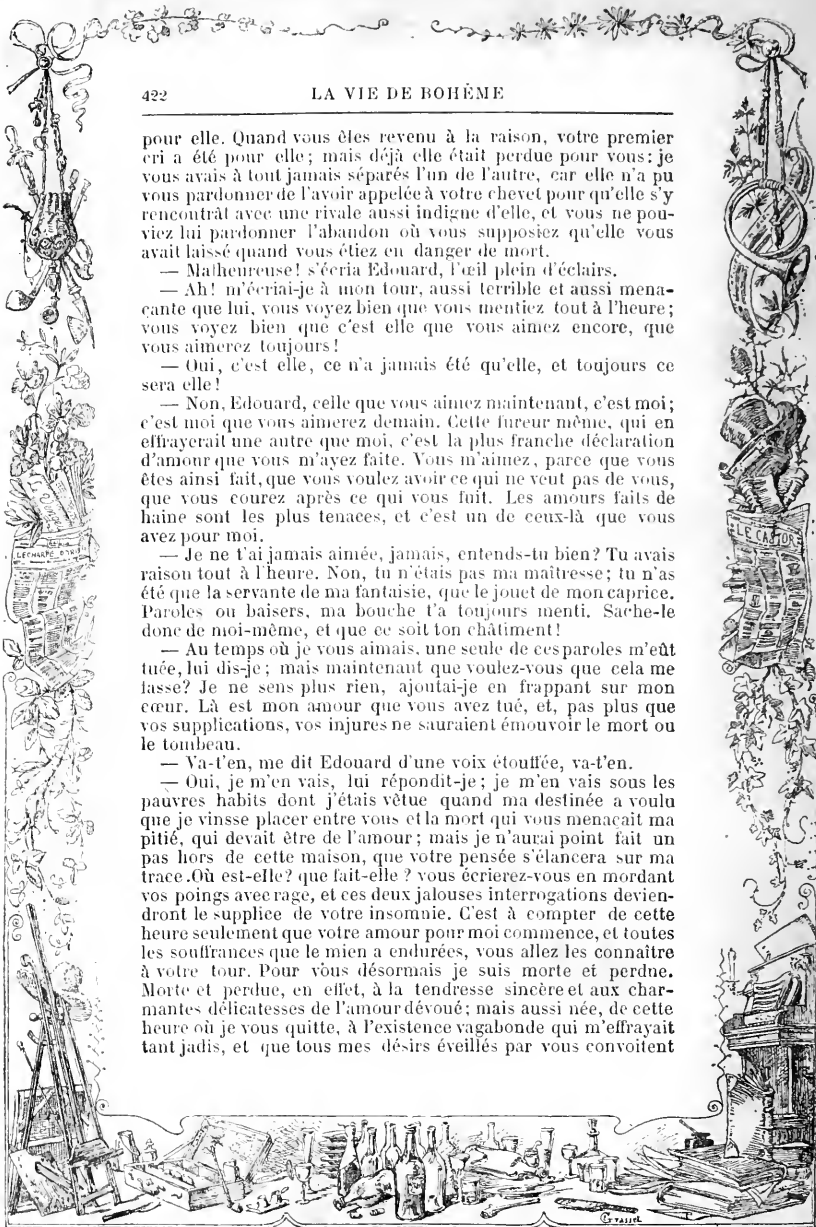 422 LA VIE DE BOHÈME
pour elle. Quand vous êtes revenu à la raison, votre premier
cri a été pour elle; mais déjà elle était perdue pour vous: je
vous avais à tout jamais séparés l'un de l'autre, car elle n'a pu
vous pardonner de l'avoir appelée à votre chevet pour qu'elle s'y
rencontrât avec une rivale aussi indigne d'elle, et vous ne pou-
viez lui pardonner l'abandon où vous supposiez qu'elle vous
avait laissé quand vous étiez en danger de mort.
— Malheureuse! s'écria Edouard, l'œil plein d'éclairs.
— Ah! m'écriai-je à mon tour, aussi terrible et aussi mena-
çante que lui, vous voyez bien que vous mentiez tout à l'heure;
vous voyez bien que c'est elle que vous aimez encore, que
vous aimerez toujours!
— Oui, c'est elle, ce n'a jamais été qu'elle, et toujours ce
sera elle!
— Non, Edouard, celle que vous aimez maintenant, c'est moi;
c'est moi que vous aimerez demain. Cette fureur même, qui en
effrayerait une autre que moi, c'est la plus franche déclaration
d'amour que vous m'ayez faite. Vous m'aimez, parce que vous
êtes ainsi fait, que vous voulez avoir ce qui ne veut pas de vous,
que vous courez après ce qui vous fuit. Les amours faits de
haine sont les plus tenaces, et c'est un de ceux-là que vous
avez pour moi.
— Je ne t'ai jamais aimée, jamais, entends-tu bien? Tu avais
raison tout à l'heure. Non, tu n'étais pas ma maîtresse; tu n'as
été que la servante de ma fantaisie, que le jouet de mon caprice.
Paroles ou baisers, ma bouche t'a toujours menti. Sache-le
donc de moi-même, et que ce soit ton châtiment!
— Au temps où je vous aimais, une seule de ces paroles m'eût
tuée, lui dis-je; mais maintenant que voulez-vous que cela me
fasse? Je ne sens plus rien, ajoutai-je en frappant sur mon
cœur. Là est mon amour que vous avez tué, et, pas plus que
vos supplications, vos injures ne sauraient émouvoir le mort ou
le tombeau.
— Va-t'en, me dit Edouard d'une voix étouffée, va-t'en.
— Oui, je m'en vais, lui répondit-je; je m'en vais sous les
pauvres habits dont j'étais vêtue quand ma destinée a voulu
que je vinsse placer entre vous et la mort qui vous menaçait ma
pitié, qui devait être de l'amour; mais je n'aurai point fait un
pas hors de cette maison, que votre pensée s'élancera sur ma
trace.Où est-elle? que fait-elle ? vous écrierez-vous en mordant
vos poings avec rage, et ces deux jalouses interrogations devien-
dront le supplice de votre insomnie. C'est à compter de cette
heure seulement que votre amour pour moi commence, et toutes
les souffrances que le mien a endurées, vous allez les connaître
à votre tour. Pour vous désormais je suis morte et perdue.
Morte et perdue, en effet, à la tendresse sincère et aux char-
mantes délicatesses de l'amour dévoué; mais aussi née, de cette
heure où je vous quitte, à l'existence vagabonde qui m'effrayait
tant jadis, et que tous mes désirs éveillés par vous convoitent
LECHARPE D'IRIS
LE CASTOR
Grasset